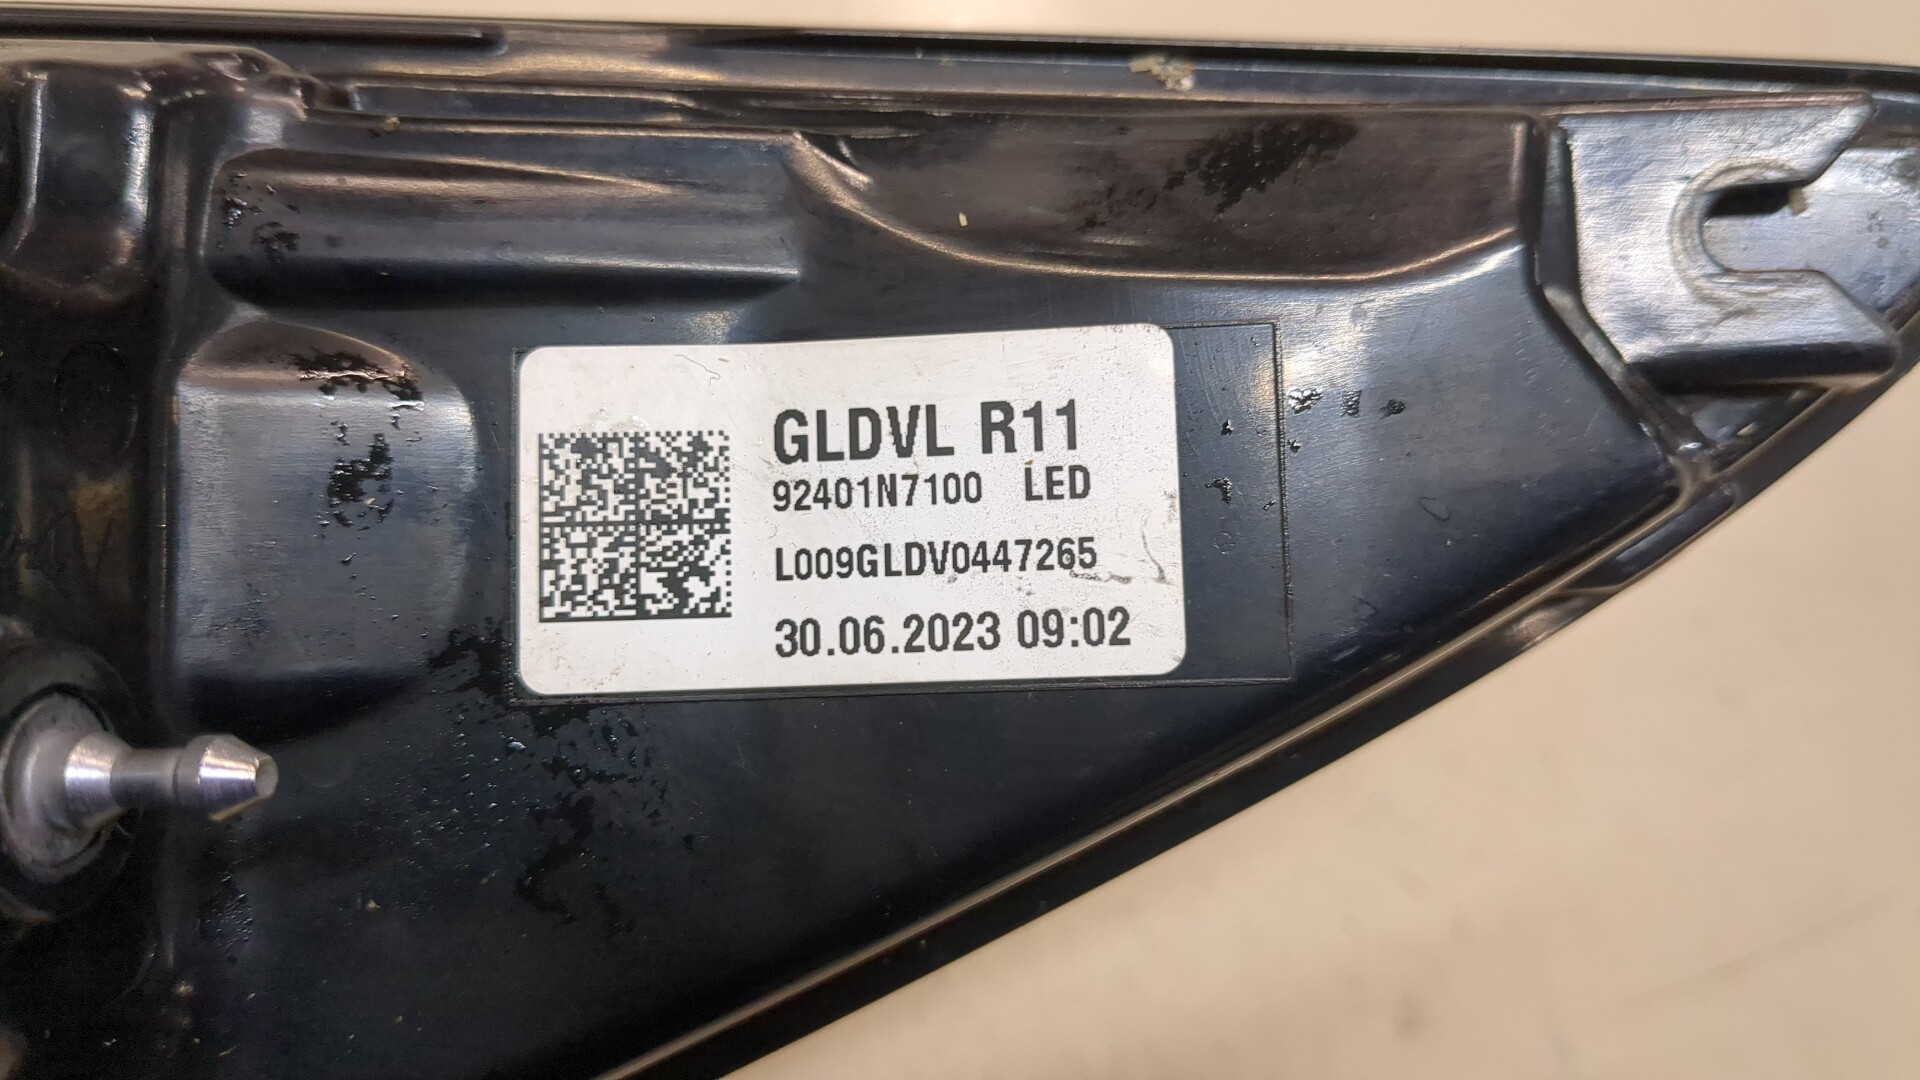 GLDVL R11
92401N7100 LED
L009GLDV0447265
30.06.2023 09:02